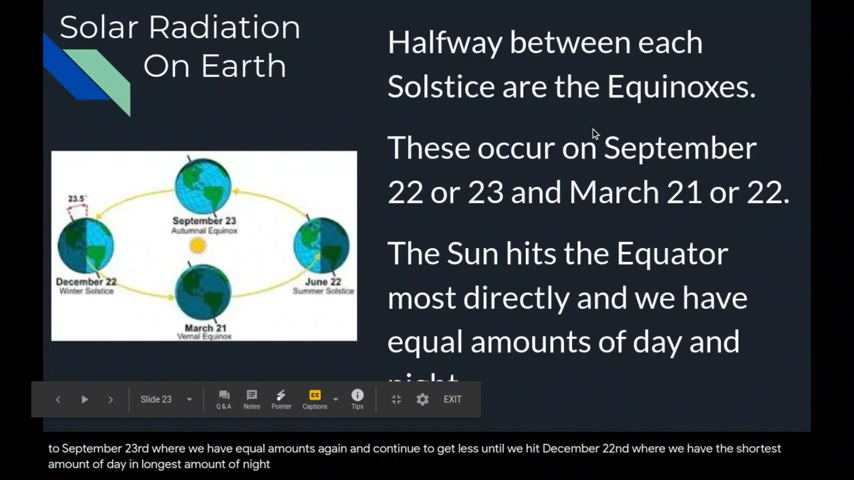 Solar Radiation
On Earth
Halfway between each
Solstice are the Equinoxes.
These occur on September
22 or 23 and March 21 or 22.
The Sun hits the Equator
most directly and we have
equal amounts of day and
night
23.5°
September 23
Autumnal Equinox
December 22
Winter Solstice
June 22
Summer Solstice
March 21
Vernal Equinox
Slide 23
Q & A
Notes
Pointer
Captions
Tips
EXIT
to September 23rd where we have equal amounts again and continue to get less until we hit December 22nd where we have the shortest
amount of day in longest amount of night